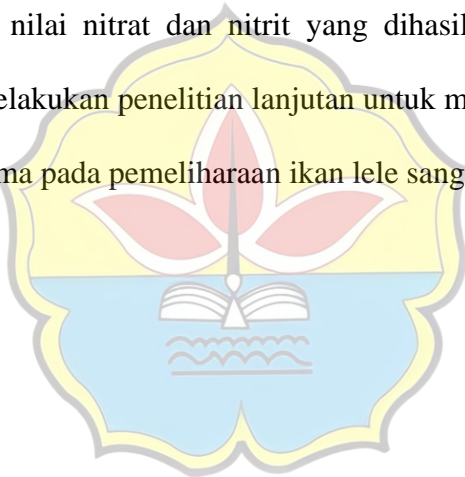 nilai nitrat dan nitrit yang dihasil
elakukan penelitian lanjutan untuk m
ma pada pemeliharaan ikan lele sang